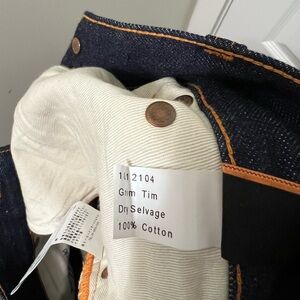 112104
Grim Tim
Dry Selvage
100% Cotton